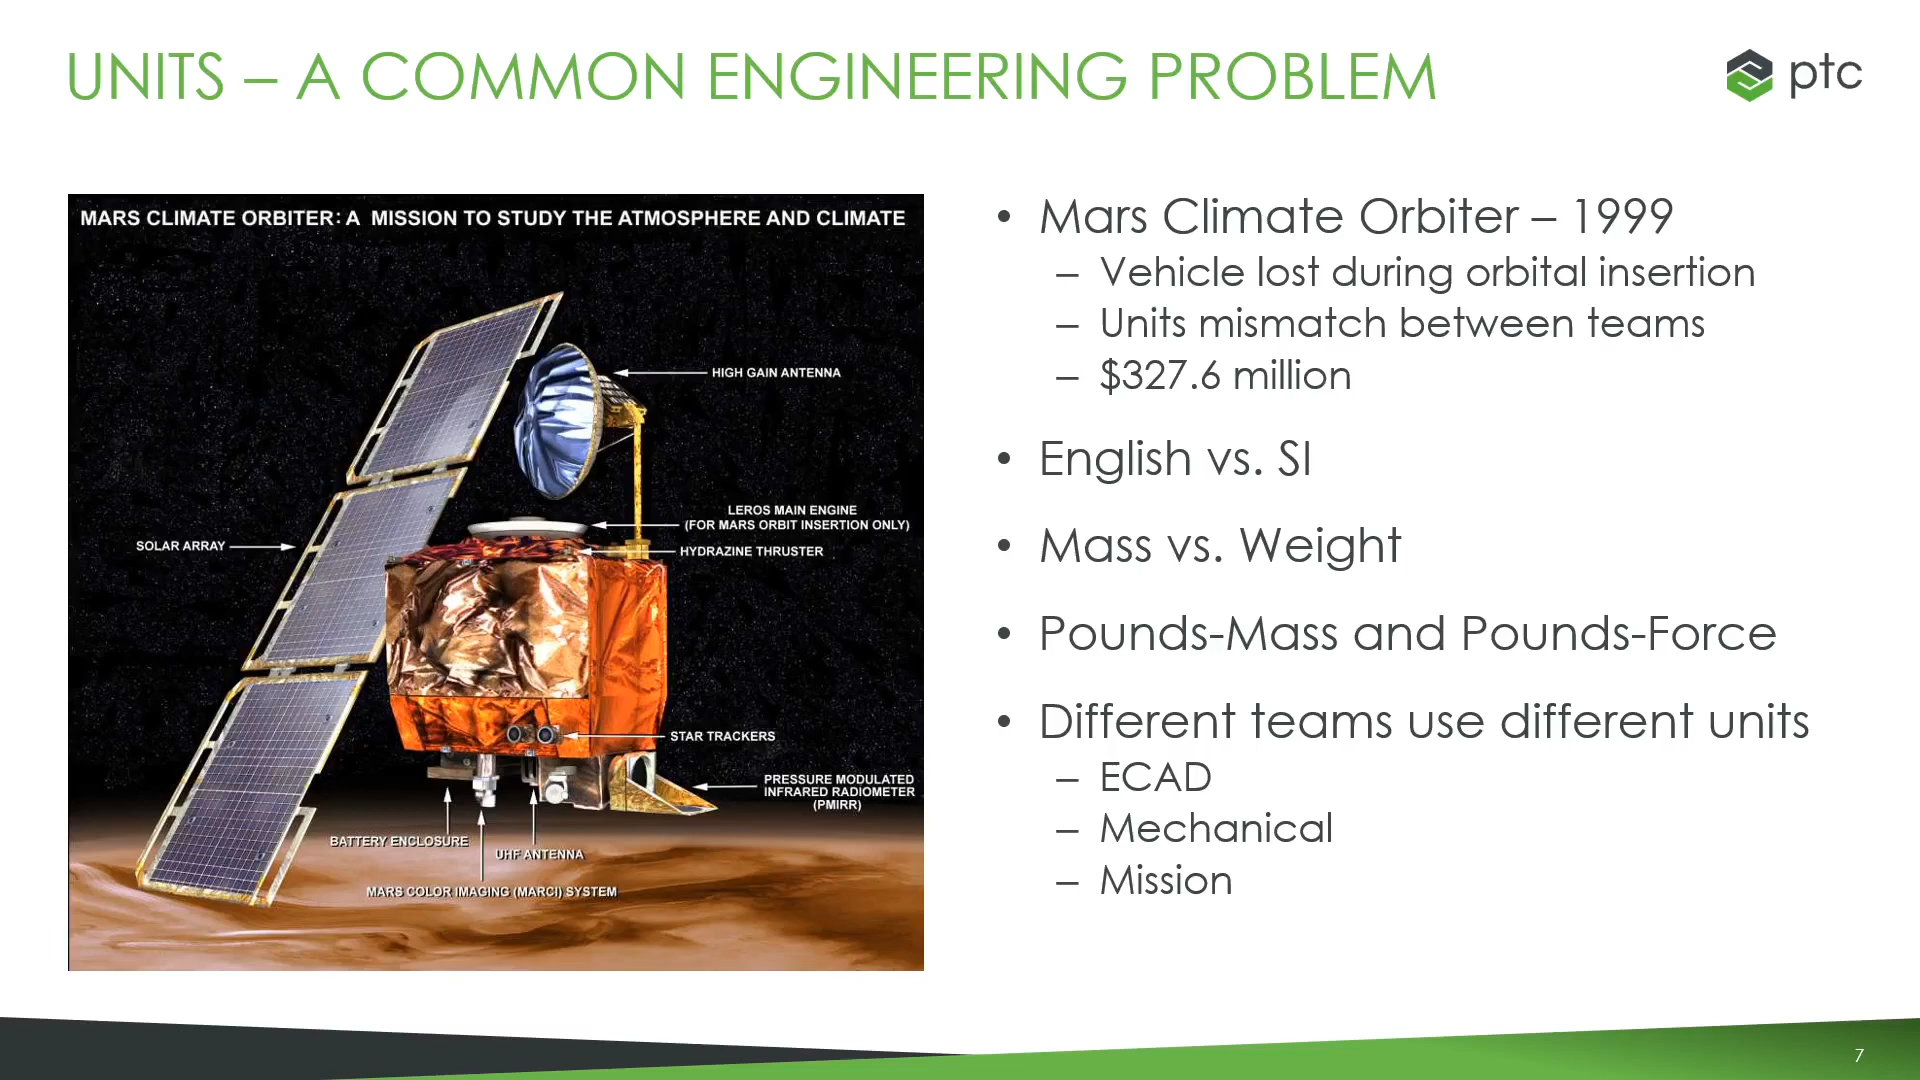 UNITS – A COMMON ENGINEERING PROBLEM
ptc
MARS CLIMATE ORBITER: A MISSION TO STUDY THE ATMOSPHERE AND CLIMATE
HIGH GAIN ANTENNA
LEROS MAIN ENGINE
(FOR MARS ORBIT INSERTION ONLY)
HYDRAZINE THRUSTER
SOLAR ARRAY
STAR TRACKERS
PRESSURE MODULATED
INFRARED RADIOMETER
(PMIRR)
BATTERY ENCLOSURE
UHF ANTENNA
MARS COLOR IMAGING (MARCI) SYSTEM
• Mars Climate Orbiter – 1999
– Vehicle lost during orbital insertion
– Units mismatch between teams
– $327.6 million
• English vs. SI
• Mass vs. Weight
• Pounds-Mass and Pounds-Force
• Different teams use different units
– ECAD
– Mechanical
– Mission
7